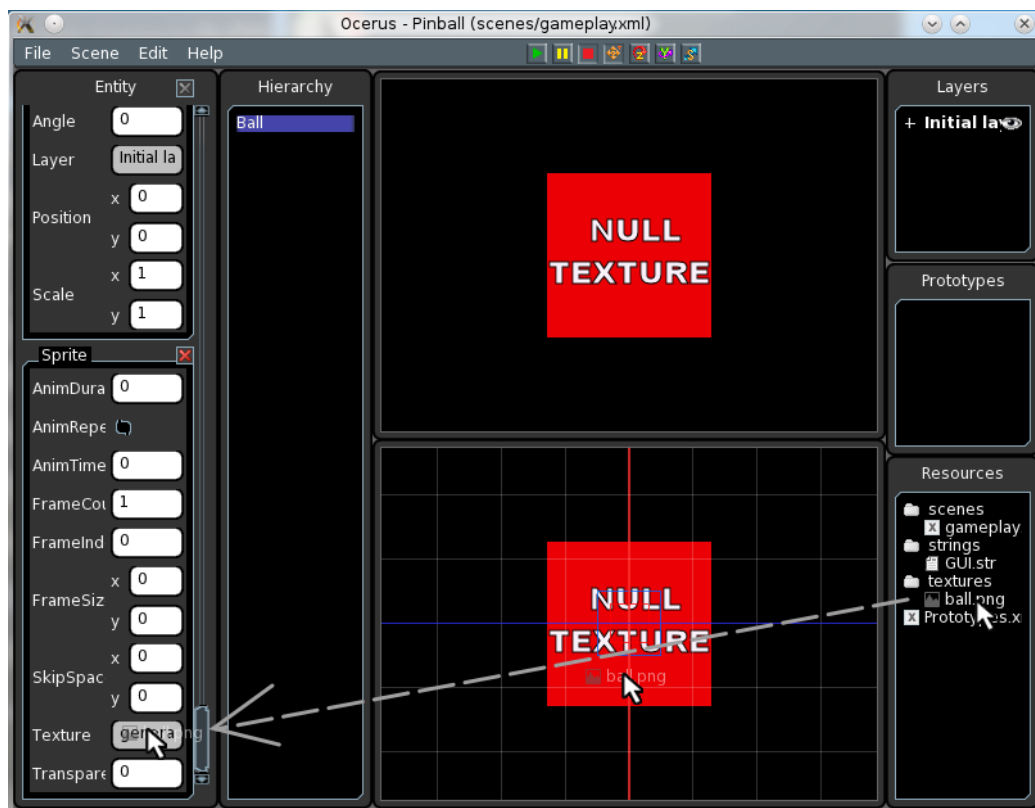 Ocerus - Pinball (scenes/gameplay.xml)
File Scene Edit Help
Entity
Angle 0
Layer Initial la
Position
x 0
y 0
Scale
x 1
y 1
Sprite
AnimDura 0
AnimRepe
AnimTime 0
FrameCou 1
FrameInd 0
FrameSiz
x 0
y 0
SkipSpac
x 0
y 0
Texture
Transpare 0
Hierarchy
Ball
NULL
TEXTURE
NULL
TEXTURE
ball.png
Layers
+ Initial la
Prototypes
Resources
scenes
gameplay
strings
GUI.str
textures
ball.png
Prototypes.x